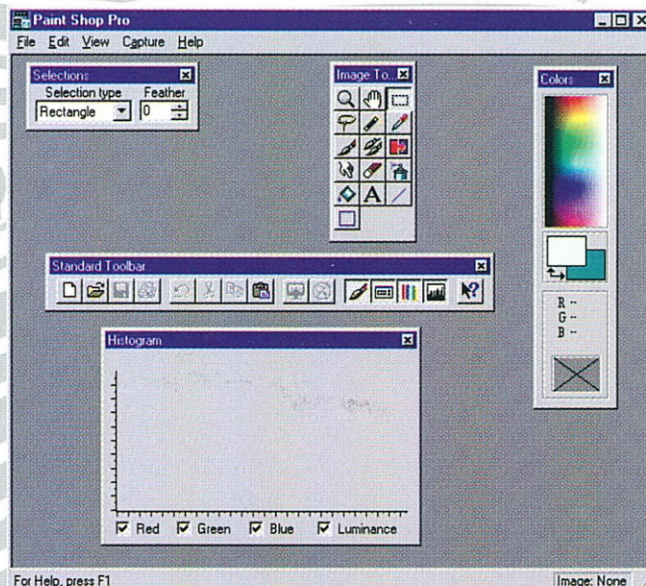 Paint Shop Pro
File Edit View Capture Help
Selections
Selection type Feather
Rectangle 0
Image To..
A
Colors
R --
G --
B --
Standard Toolbar
Histogram
Red Green Blue Luminance
For Help, press F1
Image: None